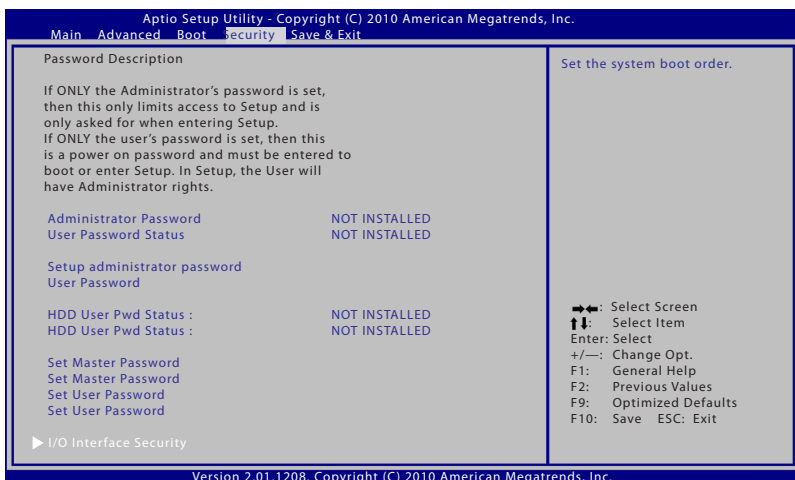 Aptio Setup Utility - Copyright (C) 2010 American Megatrends, Inc.
Main Advanced Boot Security Save & Exit
Password Description
If ONLY the Administrator's password is set,
then this only limits access to Setup and is
only asked for when entering Setup.
If ONLY the user's password is set, then this
is a power on password and must be entered to
boot or enter Setup. In Setup, the User will
have Administrator rights.
Administrator Password NOT INSTALLED
User Password Status NOT INSTALLED
Setup administrator password
User Password
HDD User Pwd Status : NOT INSTALLED
HDD User Pwd Status : NOT INSTALLED
Set Master Password
Set Master Password
Set User Password
Set User Password
▶ I/O Interface Security
Set the system boot order.
➡⬅: Select Screen
⬆⬇: Select Item
Enter: Select
+/—: Change Opt.
F1: General Help
F2: Previous Values
F9: Optimized Defaults
F10: Save ESC: Exit
Version 2.01.1208. Copyright (C) 2010 American Megatrends, Inc.